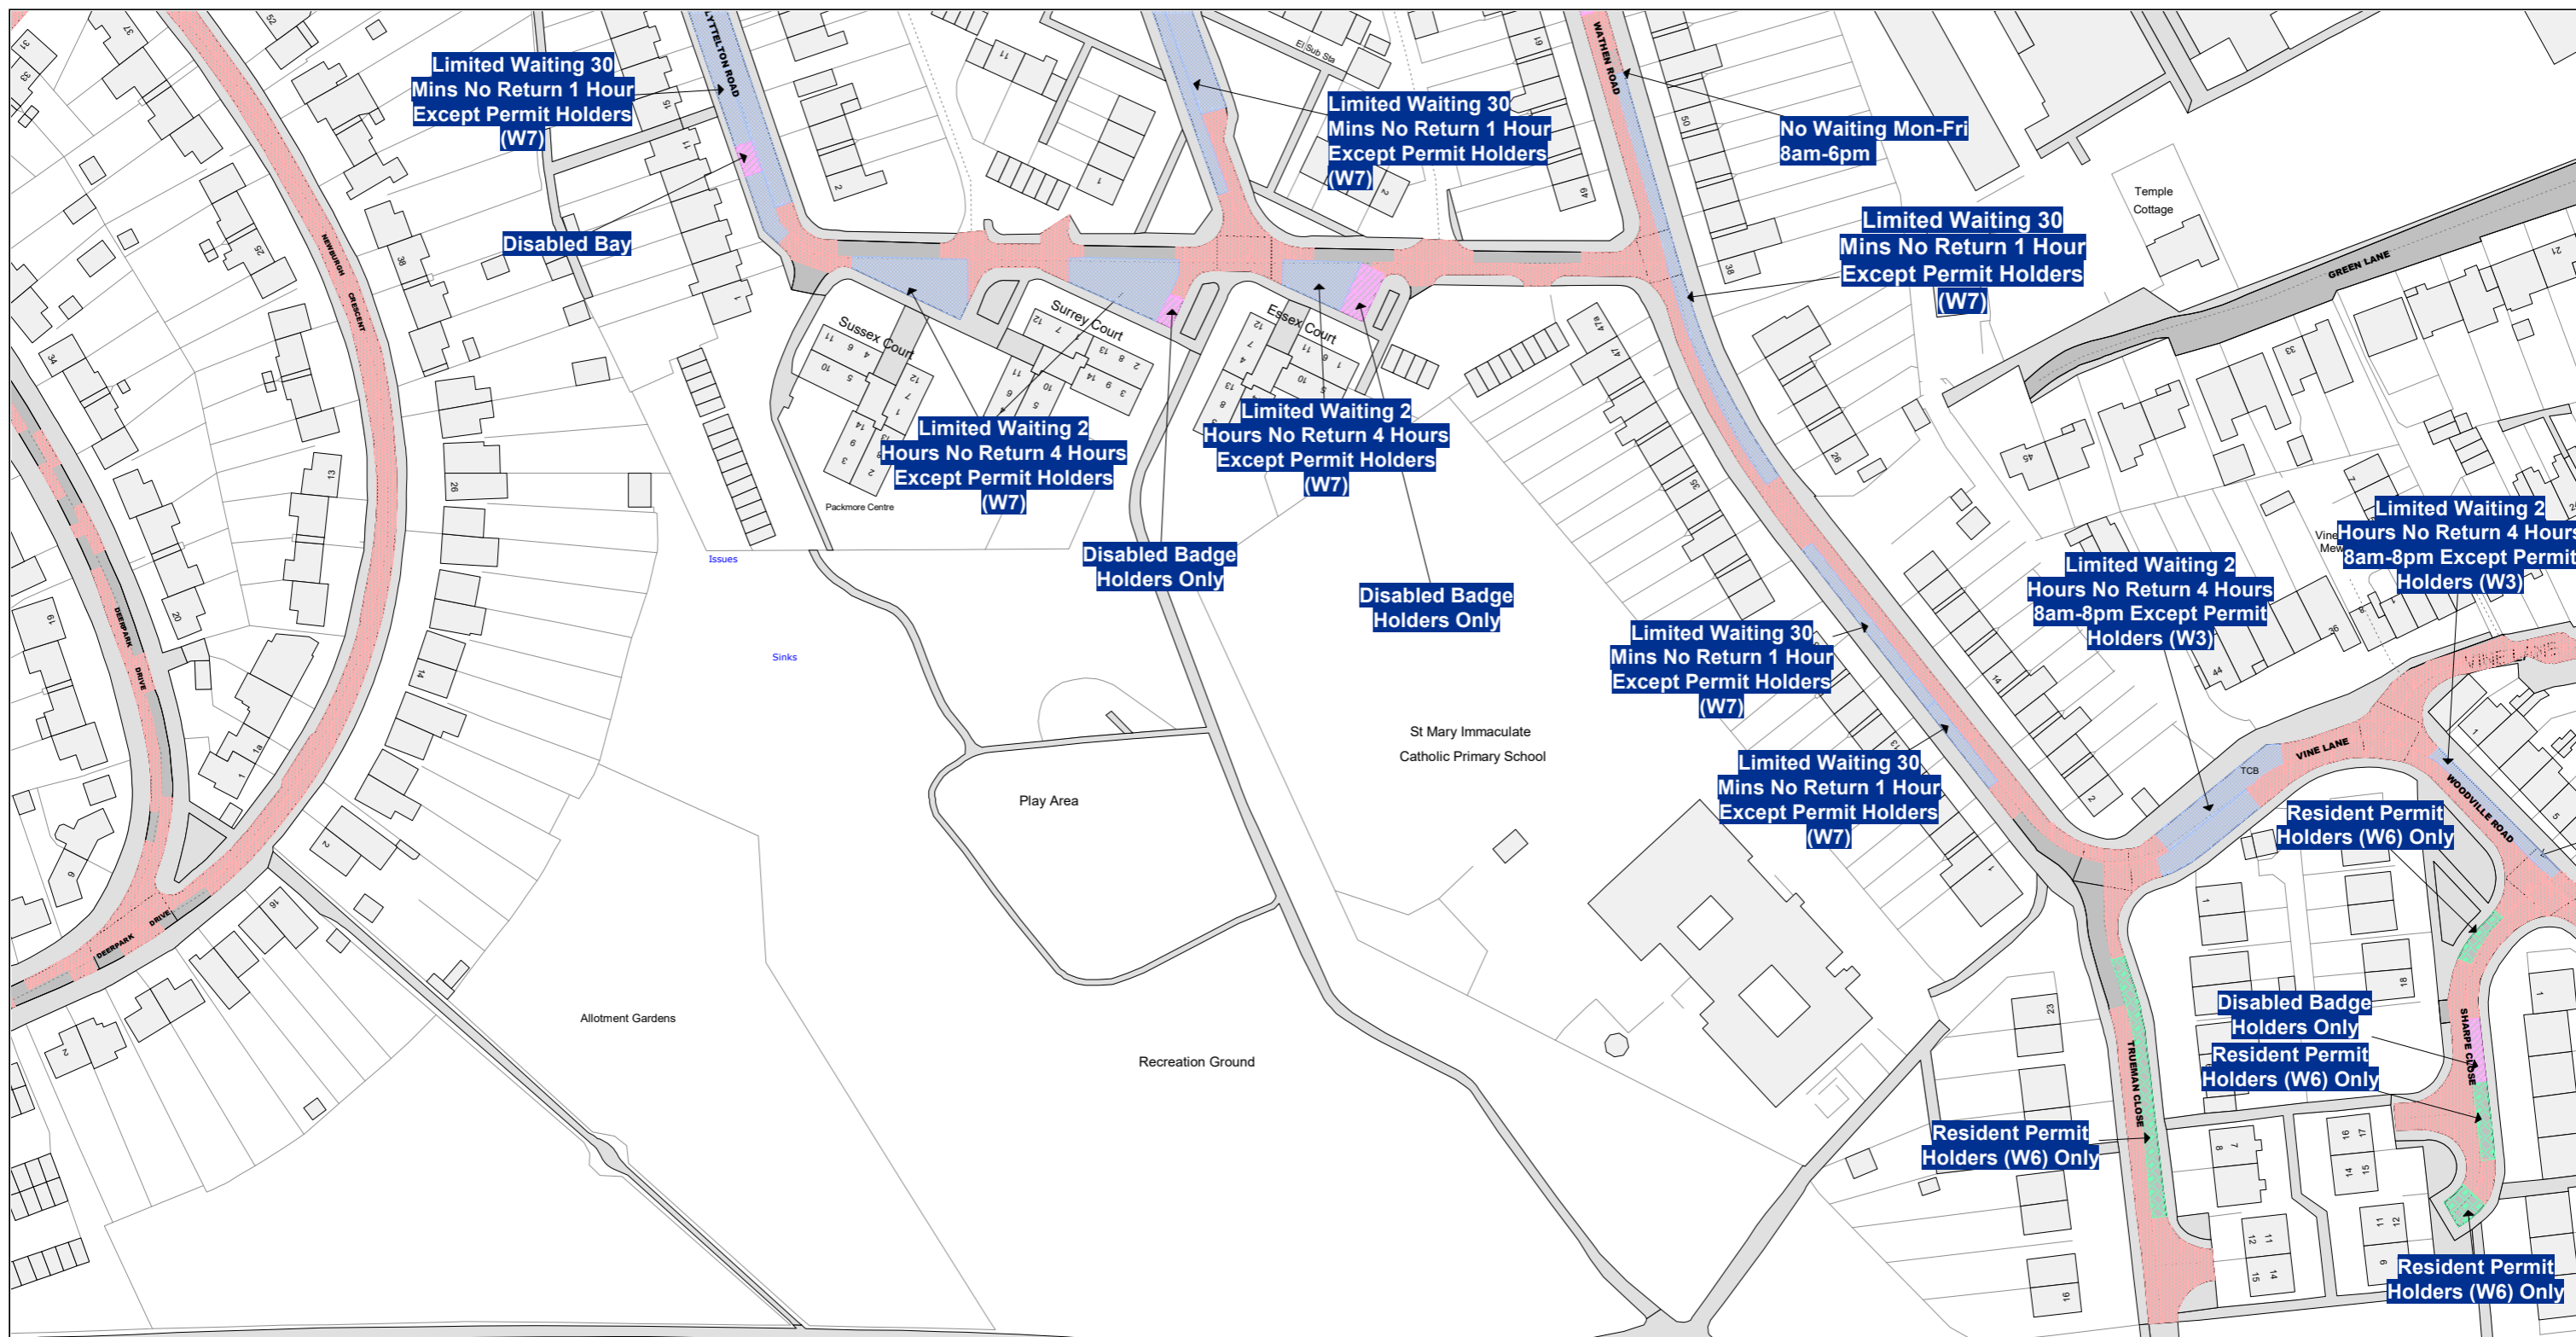 LYTTELTON ROAD
WATHEN ROAD
El Sub Sta
Limited Waiting 30
Mins No Return 1 Hour
Except Permit Holders
(W7)
Limited Waiting 30
Mins No Return 1 Hour
Except Permit Holders
(W7)
No Waiting Mon-Fri
8am-6pm
Temple
Cottage
Disabled Bay
Limited Waiting 30
Mins No Return 1 Hour
Except Permit Holders
(W7)
GREEN LANE
NEWBURGH
CRESCENT
Sussex Court
Surrey Court
Essex Court
Limited Waiting 2
Hours No Return 4 Hours
Except Permit Holders
(W7)
Limited Waiting 2
Hours No Return 4 Hours
Except Permit Holders
(W7)
Packmore Centre
Issues
Sinks
Disabled Badge
Holders Only
Disabled Badge
Holders Only
Limited Waiting 2
Hours No Return 4 Hours
8am-8pm Except Permit
Holders (W3)
Limited Waiting 2
Hours No Return 4 Hours
8am-8pm Except Permit
Holders (W3)
DEERPARK
DRIVE
Limited Waiting 30
Mins No Return 1 Hour
Except Permit Holders
(W7)
VINE LANE
St Mary Immaculate
Catholic Primary School
Limited Waiting 30
Mins No Return 1 Hour
Except Permit Holders
(W7)
VINE LANE
TCB
WOODVILLE ROAD
Play Area
Resident Permit
Holders (W6) Only
DEERPARK
DRIVE
Allotment Gardens
Recreation Ground
Disabled Badge
Holders Only
Resident Permit
Holders (W6) Only
SHARPE CLOSE
TRUEMAN CLOSE
Resident Permit
Holders (W6) Only
Resident Permit
Holders (W6) Only